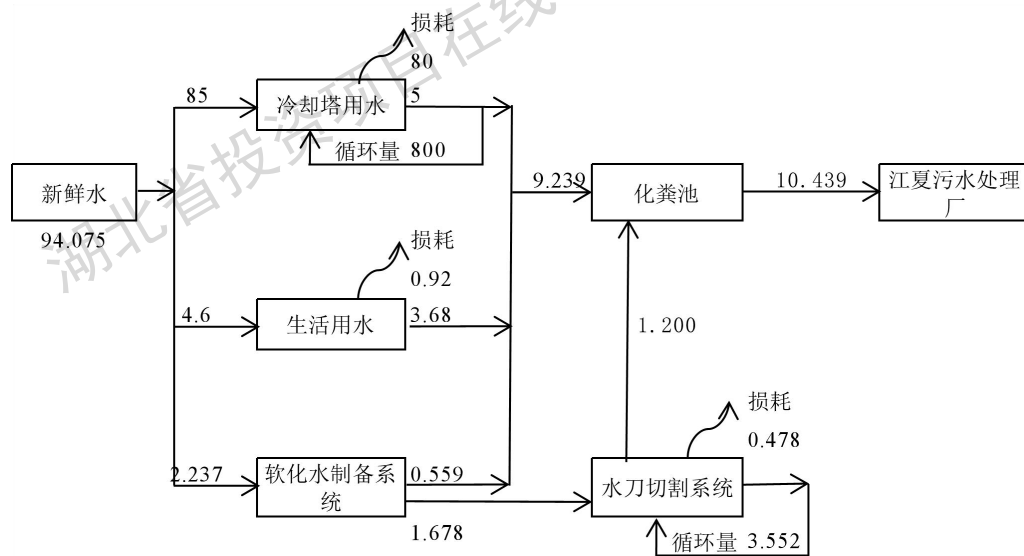 湖北省投资项目在线
损耗
80
85
冷却塔用水
5
循环量 800
新鲜水
94.075
9.239
化粪池
10.439
江夏污水处理
厂
损耗
0.92
4.6
生活用水
3.68
1.200
损耗
0.478
2.237
软化水制备系
统
0.559
1.678
水刀切割系统
循环量 3.552